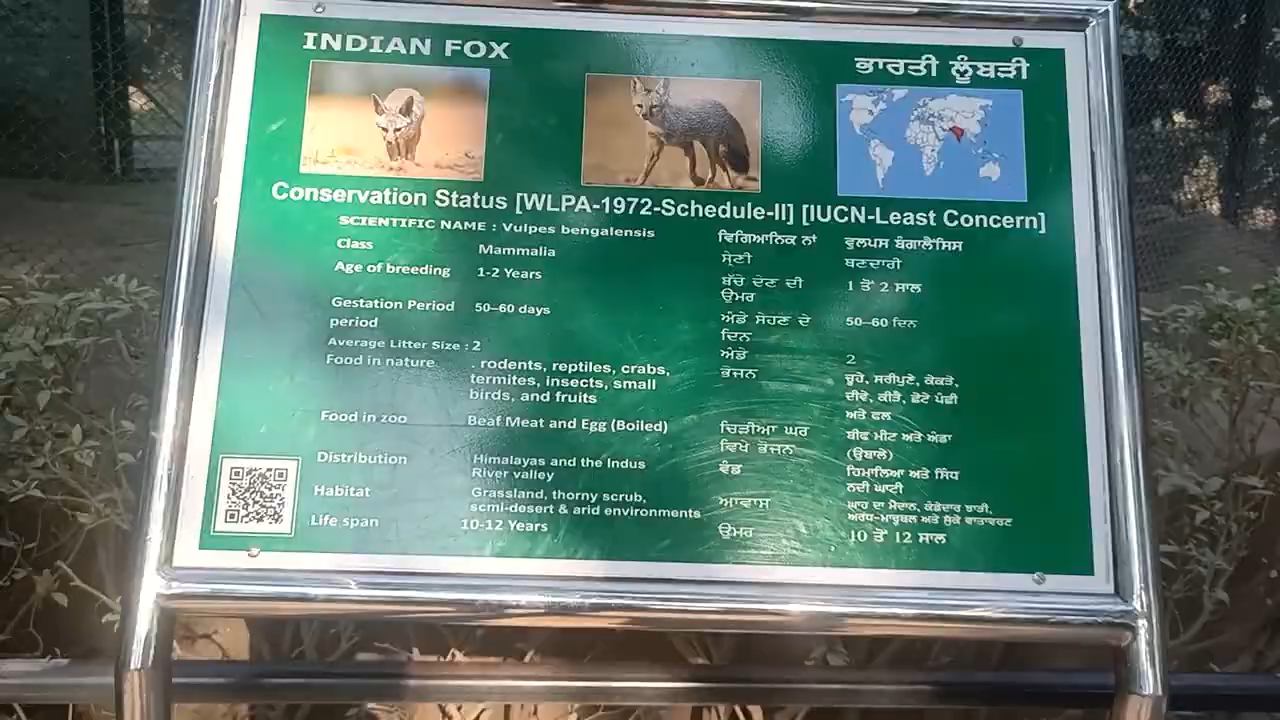 INDIAN FOX
ਭਾਰਤੀ ਲੂੰਬੜੀ
Conservation Status [WLPA-1972-Schedule-II] [IUCN-Least Concern]
SCIENTIFIC NAME : Vulpes bengalensis
Class Mammalia
Age of breeding 1-2 Years
Gestation Period 50–60 days
period
Average Litter Size : 2
Food in nature . rodents, reptiles, crabs,
termites, insects, small
birds, and fruits
Food in zoo Beaf Meat and Egg (Boiled)
Distribution Himalayas and the Indus
River valley
Habitat Grassland, thorny scrub,
scmi-desert & arid environments
Life span 10-12 Years
ਵਿਗਿਆਨਿਕ ਨਾਂ ਵੁਲਪਸ ਬੰਗਾਲੈਂਸਿਸ
ਸ਼੍ਰੇਣੀ ਥਣਦਾਰੀ
ਬੱਚੇ ਦੇਣ ਦੀ 1 ਤੋਂ 2 ਸਾਲ
ਉਮਰ
ਅੰਡੇ ਸੇਹਣ ਦੇ 50–60 ਦਿਨ
ਦਿਨ
ਅੰਡੇ 2
ਭੋਜਨ ਚੂਹੇ, ਸਰੀਪੁਣੇ, ਕੇਕੜੇ,
ਦੀਵੇ, ਕੀੜੇ, ਛੋਟੇ ਪੰਛੀ
ਅਤੇ ਫਲ
ਚਿੜੀਆ ਘਰ ਬੀਫ ਮੀਟ ਅਤੇ ਅੰਡਾ
ਵਿਖੇ ਭੋਜਨ (ਉਬਾਲੇ)
ਵੰਡ ਹਿਮਾਲਿਆ ਅਤੇ ਸਿੰਧ
ਨਦੀ ਘਾਟੀ
ਆਵਾਸ ਘਾਹ ਦਾ ਮੈਦਾਨ, ਕੰਡੇਦਾਰ ਝਾੜੀ,
ਅਰਧ-ਮਾਰੂਥਲ ਅਤੇ ਸੁੱਕੇ ਵਾਤਾਵਰਣ
ਉਮਰ 10 ਤੋਂ 12 ਸਾਲ